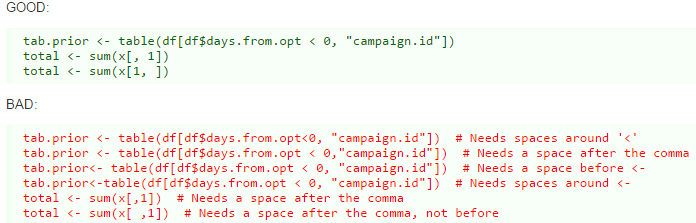 GOOD:
tab.prior <- table(df[df$days.from.opt < 0, "campaign.id"])
total <- sum(x[, 1])
total <- sum(x[1, ])
BAD:
tab.prior <- table(df[df$days.from.opt<0, "campaign.id"])  # Needs spaces around '<'
tab.prior <- table(df[df$days.from.opt < 0,"campaign.id"])  # Needs a space after the comma
tab.prior<- table(df[df$days.from.opt < 0, "campaign.id"])  # Needs a space before <-
tab.prior<-table(df[df$days.from.opt < 0, "campaign.id"])  # Needs spaces around <-
total <- sum(x[,1])  # Needs a space after the comma
total <- sum(x[ ,1])  # Needs a space after the comma, not before